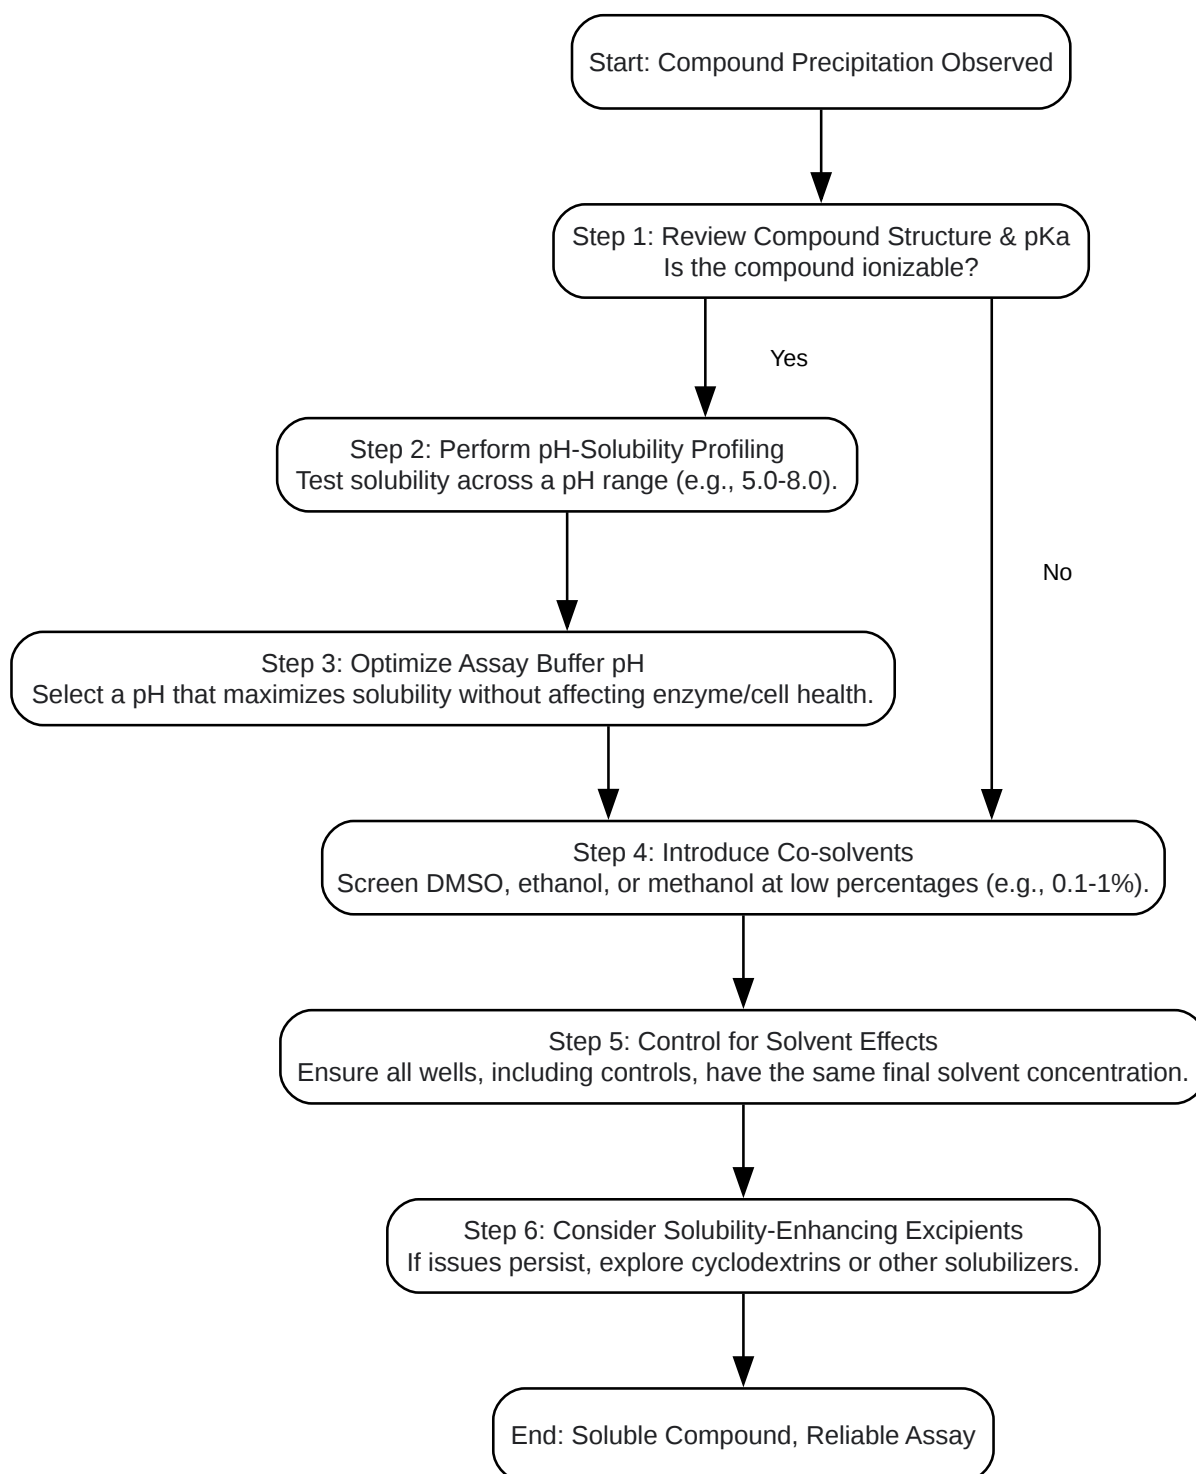 Start: Compound Precipitation Observed
Step 1: Review Compound Structure & pKa
Is the compound ionizable?
Yes
Step 2: Perform pH-Solubility Profiling
Test solubility across a pH range (e.g., 5.0-8.0).
No
Step 3: Optimize Assay Buffer pH
Select a pH that maximizes solubility without affecting enzyme/cell health.
Step 4: Introduce Co-solvents
Screen DMSO, ethanol, or methanol at low percentages (e.g., 0.1-1%).
Step 5: Control for Solvent Effects
Ensure all wells, including controls, have the same final solvent concentration.
Step 6: Consider Solubility-Enhancing Excipients
If issues persist, explore cyclodextrins or other solubilizers.
End: Soluble Compound, Reliable Assay